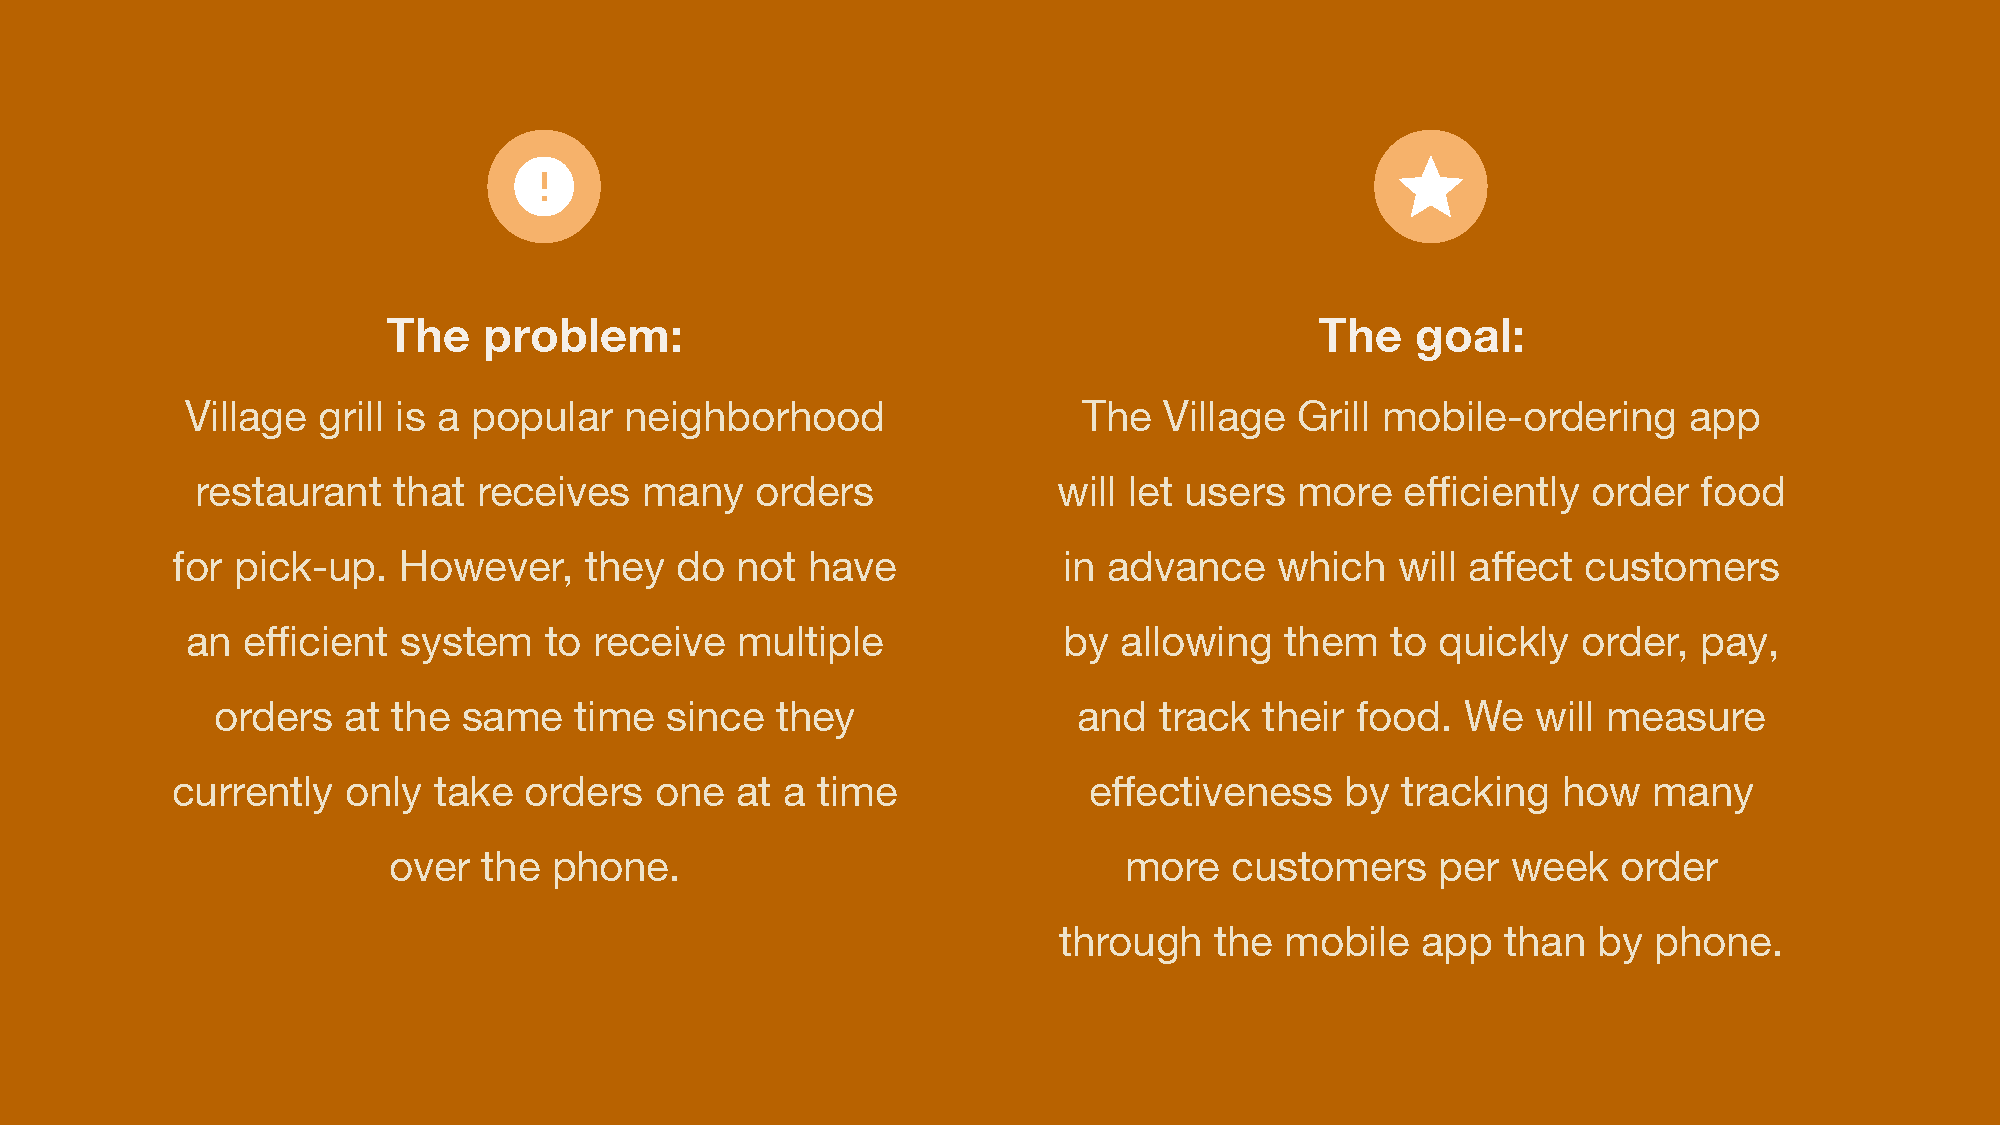 The problem:
Village grill is a popular neighborhood
restaurant that receives many orders
for pick-up. However, they do not have
an efficient system to receive multiple
orders at the same time since they
currently only take orders one at a time
over the phone.
The goal:
The Village Grill mobile-ordering app
will let users more efficiently order food
in advance which will affect customers
by allowing them to quickly order, pay,
and track their food. We will measure
effectiveness by tracking how many
more customers per week order
through the mobile app than by phone.